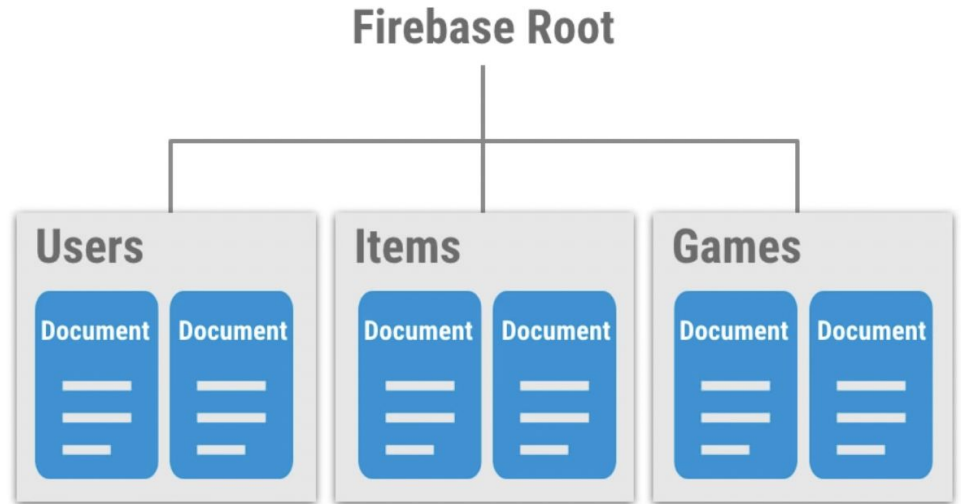 Firebase Root
Users
Items
Games
Document Document
Document Document
Document Document